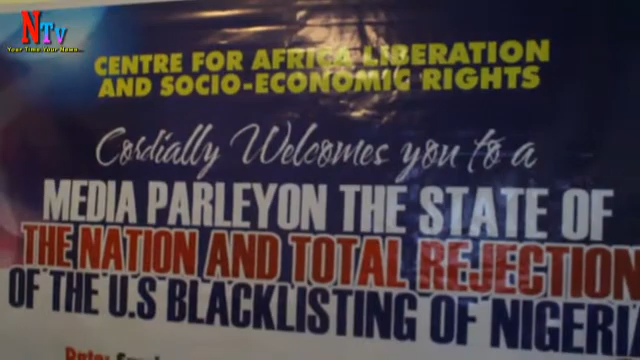 NTv
Your Time. Your News...
CENTRE FOR AFRICA LIBERATION
AND SOCIO-ECONOMIC RIGHTS
Cordially Welcomes you to a
MEDIA PARLEYON THE STATE OF
THE NATION AND TOTAL REJECTION
OF THE U.S BLACKLISTING OF NIGERIA